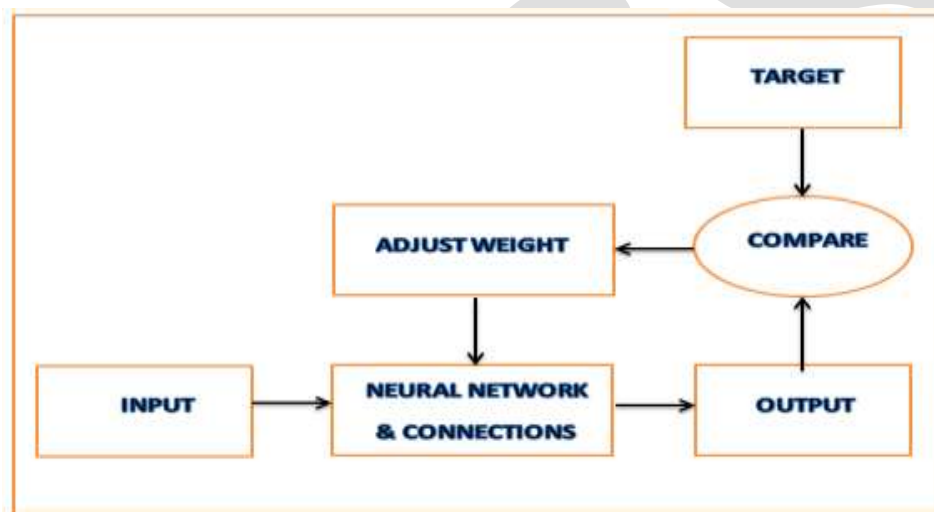 TARGET
COMPARE
ADJUST WEIGHT
INPUT
NEURAL NETWORK
& CONNECTIONS
OUTPUT